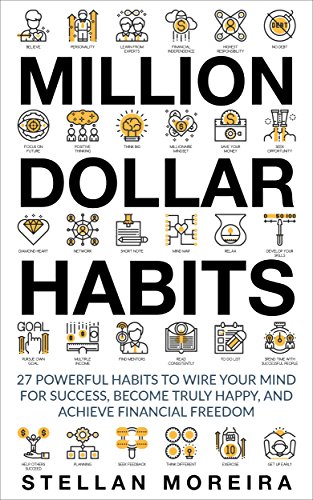 BELIEVE PERSONALITY LEARN FROM EXPERTS FINANCIAL INDEPENDENCE HIGHEST RESPONSIBILITY NO DEBT
DEBT
MILLION
FOCUS ON FUTURE POSITIVE THINKING THINK BIG MILLIONAIRE MINDSET SAVE YOUR MONEY SEEK OPPORTUNITY
DOLLAR
DIAMOND HEART NETWORK SHORT NOTE MIND MAP RELAX DEVELOP YOUR SKILLS
HABITS
GOAL
PURSUE OWN GOAL MULTIPLE INCOME FIND MENTORS READ CONSISTENTLY TO DO LIST SPEND TIME WITH SUCCESSFUL PEOPLE
27 POWERFUL HABITS TO WIRE YOUR MIND
FOR SUCCESS, BECOME TRULY HAPPY, AND
ACHIEVE FINANCIAL FREEDOM
10
HELP OTHERS SUCCEED PLANNING SEEK FEEDBACK THINK DIFFERENT EXERCISE GET UP EARLY
STELLAN MOREIRA